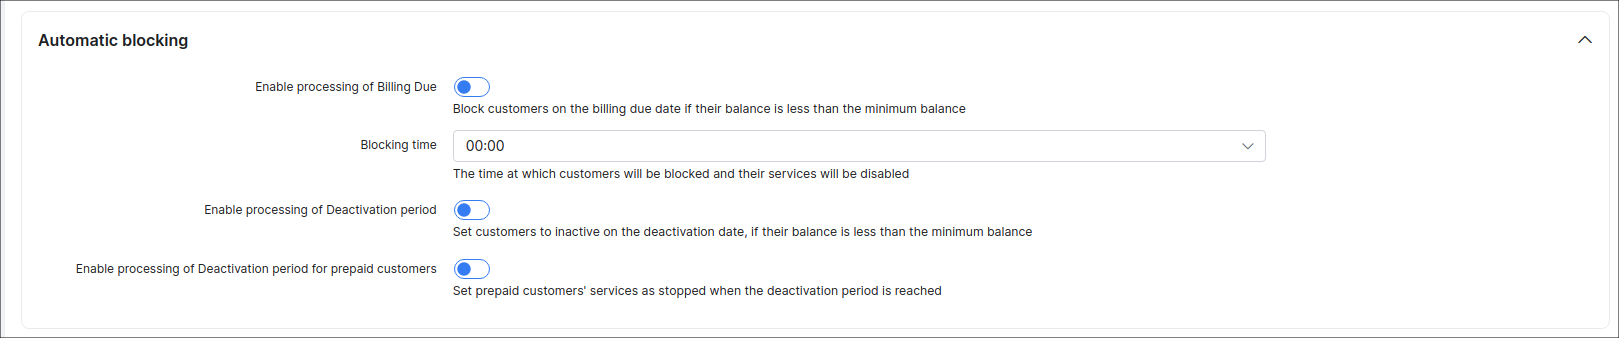 Automatic blocking
Enable processing of Billing Due
Block customers on the billing due date if their balance is less than the minimum balance
Blocking time
00:00
The time at which customers will be blocked and their services will be disabled
Enable processing of Deactivation period
Set customers to inactive on the deactivation date, if their balance is less than the minimum balance
Enable processing of Deactivation period for prepaid customers
Set prepaid customers' services as stopped when the deactivation period is reached